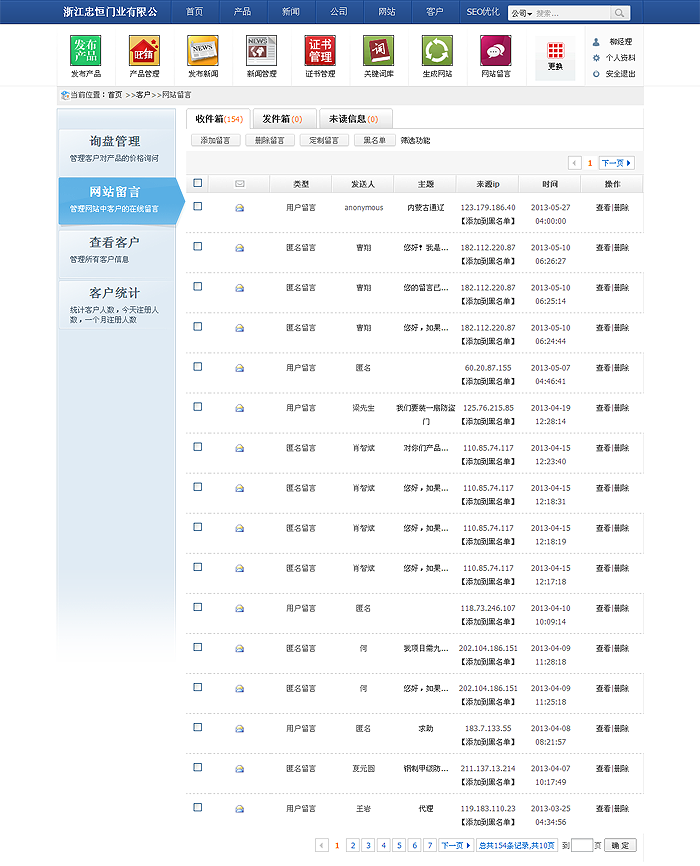 浙江忠恒门业有限公 首页 产品 新闻 公司 网站 客户 SEO优化 公司 搜索...
发布产品 产品管理 发布新闻 新闻管理 证书管理 关键词库 生成网站 网站留言 更换
柳经理
个人资料
安全退出
当前位置：首页 >>客户>>网站留言
询盘管理
管理客户对产品的价格询问
网站留言
管理网站中客户的在线留言
查看客户
管理所有客户信息
客户统计
统计客户人数，今天注册人
数，一个月注册人数
收件箱(154) 发件箱(0) 未读信息(0)
添加留言 删除留言 定制留言 黑名单 筛选功能
1 下一页
类型 发送人 主题 来源ip 时间 操作
用户留言 anonymous 内蒙古通辽 123.179.186.40 2013-05-27 查看|删除
【添加到黑名单】 04:00:00
匿名留言 曹翔 您好！我是... 182.112.220.87 2013-05-10 查看|删除
【添加到黑名单】 06:26:27
匿名留言 曹翔 您的留言已... 182.112.220.87 2013-05-10 查看|删除
【添加到黑名单】 06:25:14
匿名留言 曹翔 您好，如果... 182.112.220.87 2013-05-10 查看|删除
【添加到黑名单】 06:24:44
用户留言 匿名 60.20.87.155 2013-05-07 查看|删除
【添加到黑名单】 04:46:41
用户留言 梁先生 我们要装一扇防盗门 125.76.215.85 2013-04-19 查看|删除
【添加到黑名单】 12:28:14
匿名留言 肖智斌 对你们产品... 110.85.74.117 2013-04-15 查看|删除
【添加到黑名单】 12:23:40
匿名留言 肖智斌 您好，如果... 110.85.74.117 2013-04-15 查看|删除
【添加到黑名单】 12:18:31
匿名留言 肖智斌 您好，如果... 110.85.74.117 2013-04-15 查看|删除
【添加到黑名单】 12:18:19
匿名留言 肖智斌 您好，如果... 110.85.74.117 2013-04-15 查看|删除
【添加到黑名单】 12:17:18
用户留言 匿名 118.73.246.107 2013-04-10 查看|删除
【添加到黑名单】 10:09:14
匿名留言 何 我项目需九... 202.104.186.151 2013-04-09 查看|删除
【添加到黑名单】 11:28:18
匿名留言 何 您好，如果... 202.104.186.151 2013-04-09 查看|删除
【添加到黑名单】 11:25:18
用户留言 匿名 求助 183.7.133.55 2013-04-08 查看|删除
【添加到黑名单】 08:21:57
匿名留言 钢制甲级防... 211.137.13.214 2013-04-07 查看|删除
【添加到黑名单】 10:17:49
用户留言 王岩 代理 119.183.110.23 2013-03-25 查看|删除
【添加到黑名单】 04:34:56
1 2 3 4 5 6 7 下一页 总共154条记录,共10页 到 页 确 定